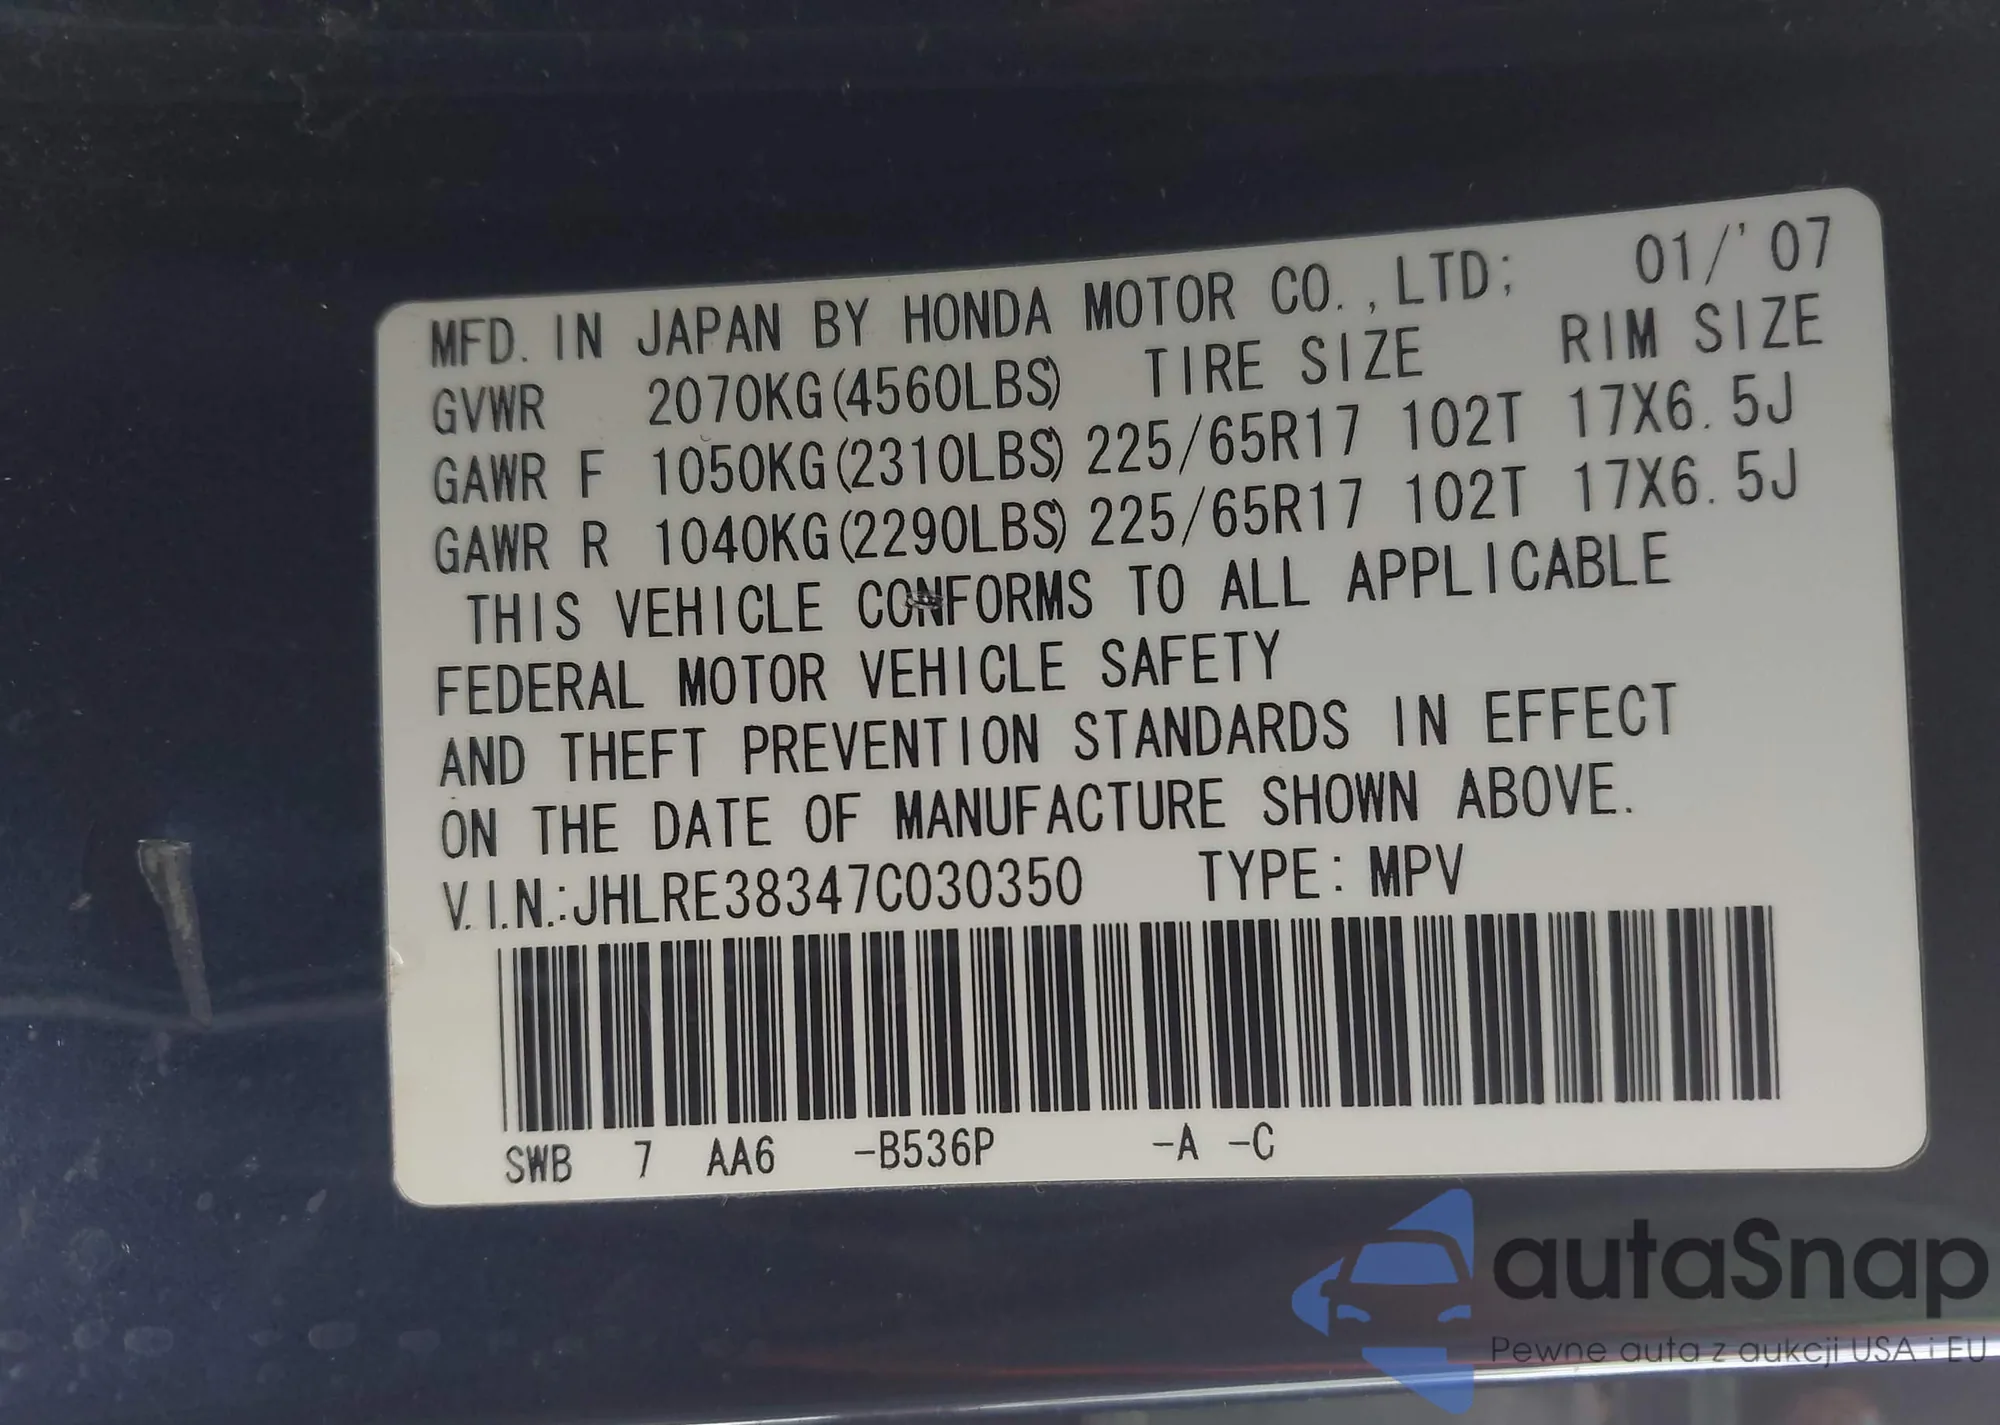 MFD. IN JAPAN BY HONDA MOTOR CO.,LTD; 01/'07
GVWR 2070KG(4560LBS) TIRE SIZE RIM SIZE
GAWR F 1050KG(2310LBS) 225/65R17 102T 17X6.5J
GAWR R 1040KG(2290LBS) 225/65R17 102T 17X6.5J
THIS VEHICLE CONFORMS TO ALL APPLICABLE
FEDERAL MOTOR VEHICLE SAFETY
AND THEFT PREVENTION STANDARDS IN EFFECT
ON THE DATE OF MANUFACTURE SHOWN ABOVE.
V.I.N.:JHLRE38347C030350 TYPE: MPV
SWB 7 AA6 -B536P -A -C
autaSnap
Pewne auta z aukcji USA i EU